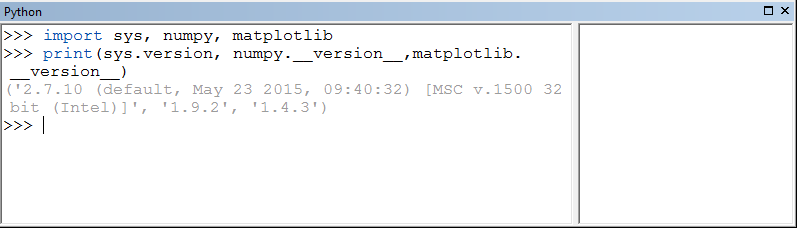 Python
>>> import sys, numpy, matplotlib
>>> print(sys.version, numpy.__version__,matplotlib.
__version__)
('2.7.10 (default, May 23 2015, 09:40:32) [MSC v.1500 32
bit (Intel)]', '1.9.2', '1.4.3')
>>>